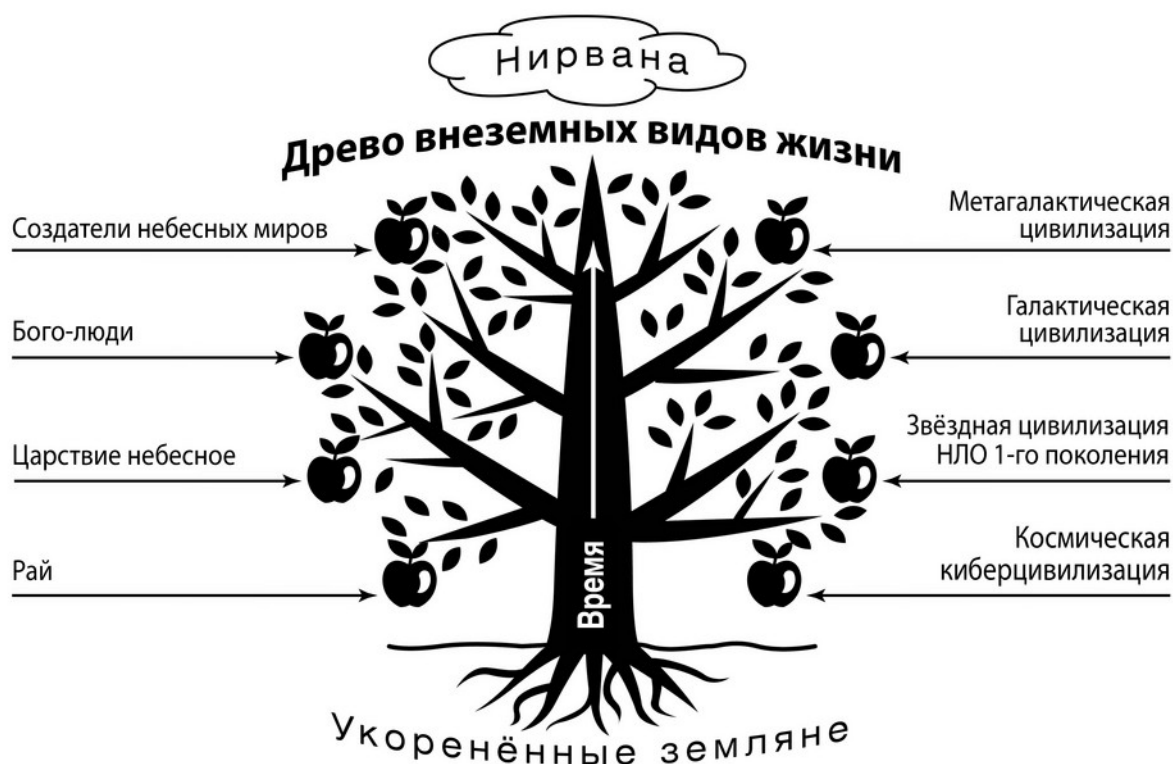 Нирвана
Древо внеземных видов жизни
Создатели небесных миров
Бого-люди
Царствие небесное
Рай
Метагалактическая
цивилизация
Галактическая
цивилизация
Звёздная цивилизация
НЛО 1-го поколения
Космическая
киберцивилизация
Время
Укоренённые земляне